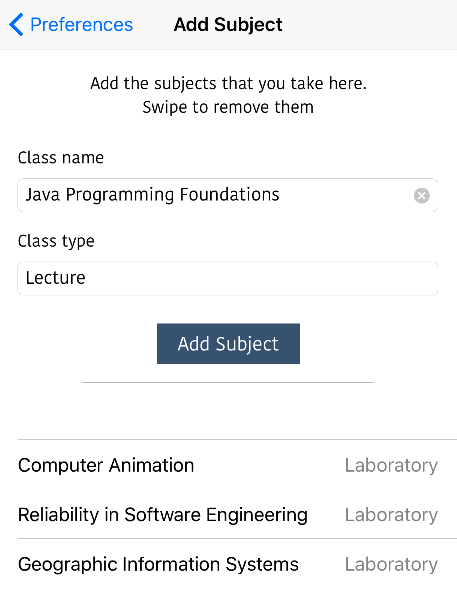 Preferences Add Subject
Add the subjects that you take here.
Swipe to remove them
Class name
Java Programming Foundations
Class type
Lecture
Add Subject
Computer Animation Laboratory
Reliability in Software Engineering Laboratory
Geographic Information Systems Laboratory